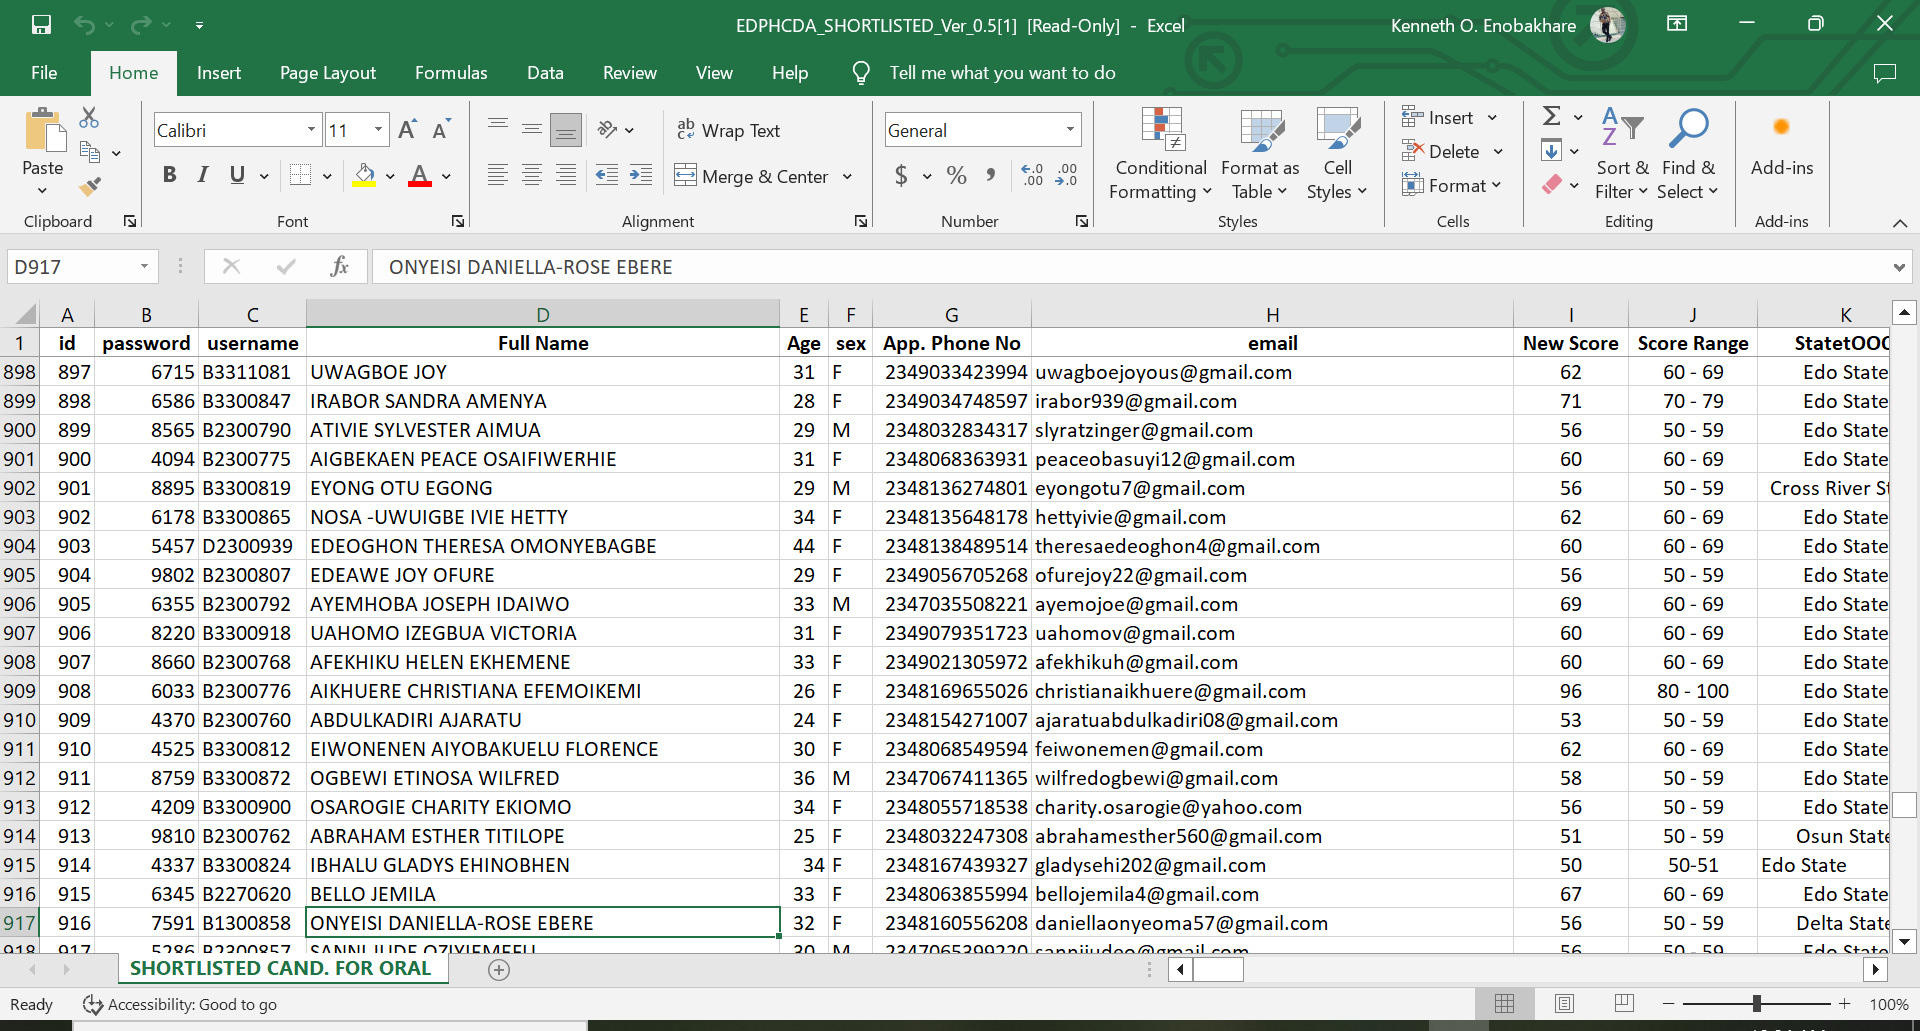 EDPHCDA_SHORTLISTED_Ver_0.5[1] [Read-Only] - Excel
Kenneth O. Enobakhare
File Home Insert Page Layout Formulas Data Review View Help Tell me what you want to do
Calibri 11 ab Wrap Text General
Paste B I U A Merge & Center $ % Conditional Formatting Format as Table Cell Styles Insert Delete Format Sort & Filter Find & Select Add-ins
Clipboard Font Alignment Number Styles Cells Editing Add-ins
D917 fx ONYEISI DANIELLA-ROSE EBERE
A B C D E F G H I J K
1 id password username Full Name Age sex App. Phone No email New Score Score Range
898 897 6715 B3311081 UWAGBOE JOY 31 F 2349033423994 uwagboejoyous@gmail.com 62 60 - 69 Edo State
899 898 6586 B3300847 IRABOR SANDRA AMENYA 28 F 2349034748597 irabor939@gmail.com 71 70 - 79 Edo State
900 899 8565 B2300790 ATIVIE SYLVESTER AIMUA 29 M 2348032834317 slyratzinger@gmail.com 56 50 - 59 Edo State
901 900 4094 B2300775 AIGBEKAEN PEACE OSAIFIWERHIE 31 F 2348068363931 peaceobasuyi12@gmail.com 60 60 - 69 Edo State
902 901 8895 B3300819 EYONG OTU EGONG 29 M 2348136274801 eyongotu7@gmail.com 56 50 - 59 Cross River
903 902 6178 B3300865 NOSA -UWUIGBE IVIE HETTY 34 F 2348135648178 hettyivie@gmail.com 62 60 - 69 Edo State
904 903 5457 D2300939 EDEOGHON THERESA OMONYEBAGBE 44 F 2348138489514 theresaedeoghon4@gmail.com 60 60 - 69 Edo State
905 904 9802 B2300807 EDEAWE JOY OFURE 29 F 2349056705268 ofurejoy22@gmail.com 56 50 - 59 Edo State
906 905 6355 B2300792 AYEMHOBA JOSEPH IDAIWO 33 M 2347035508221 ayemojoe@gmail.com 69 60 - 69 Edo State
907 906 8220 B3300918 UAHOMO IZEGBUA VICTORIA 31 F 2349079351723 uahomov@gmail.com 60 60 - 69 Edo State
908 907 8660 B2300768 AFEKHIKU HELEN EKHEMENE 33 F 2349021305972 afekhikuh@gmail.com 60 60 - 69 Edo State
909 908 6033 B2300776 AIKHUERE CHRISTIANA EFEMOIKEMI 26 F 2348169655026 christianaikhuere@gmail.com 96 80 - 100 Edo State
910 909 4370 B2300760 ABDULKADIRI AJARATU 24 F 2348154271007 ajaratuabdulkadiri08@gmail.com 53 50 - 59 Edo State
911 910 4525 B3300812 EIWONENEN AIYOBAKUELU FLORENCE 30 F 2348068549594 feiwonemen@gmail.com 62 60 - 69 Edo State
912 911 8759 B3300872 OGBEWI ETINOSA WILFRED 36 M 2347067411365 wilfredogbewi@gmail.com 58 50 - 59 Edo State
913 912 4209 B3300900 OSAROGIE CHARITY EKIOMO 34 F 2348055718538 charity.osarogie@yahoo.com 56 50 - 59 Edo State
914 913 9810 B2300762 ABRAHAM ESTHER TITILOPE 25 F 2348032247308 abrahamesther560@gmail.com 51 50 - 59 Osun State
915 914 4337 B3300824 IBHALU GLADYS EHINOBHEN 34 F 2348167439327 gladysehi202@gmail.com 50 50-51 Edo State
916 915 6345 B2270620 BELLO JEMILA 33 F 2348063855994 bellojemila4@gmail.com 67 60 - 69 Edo State
917 916 7591 B1300858 ONYEISI DANIELLA-ROSE EBERE 32 F 2348160556208 daniellaonyeoma57@gmail.com 56 50 - 59 Delta State
SHORTLISTED CAND. FOR ORAL
Ready Accessibility: Good to go 100%